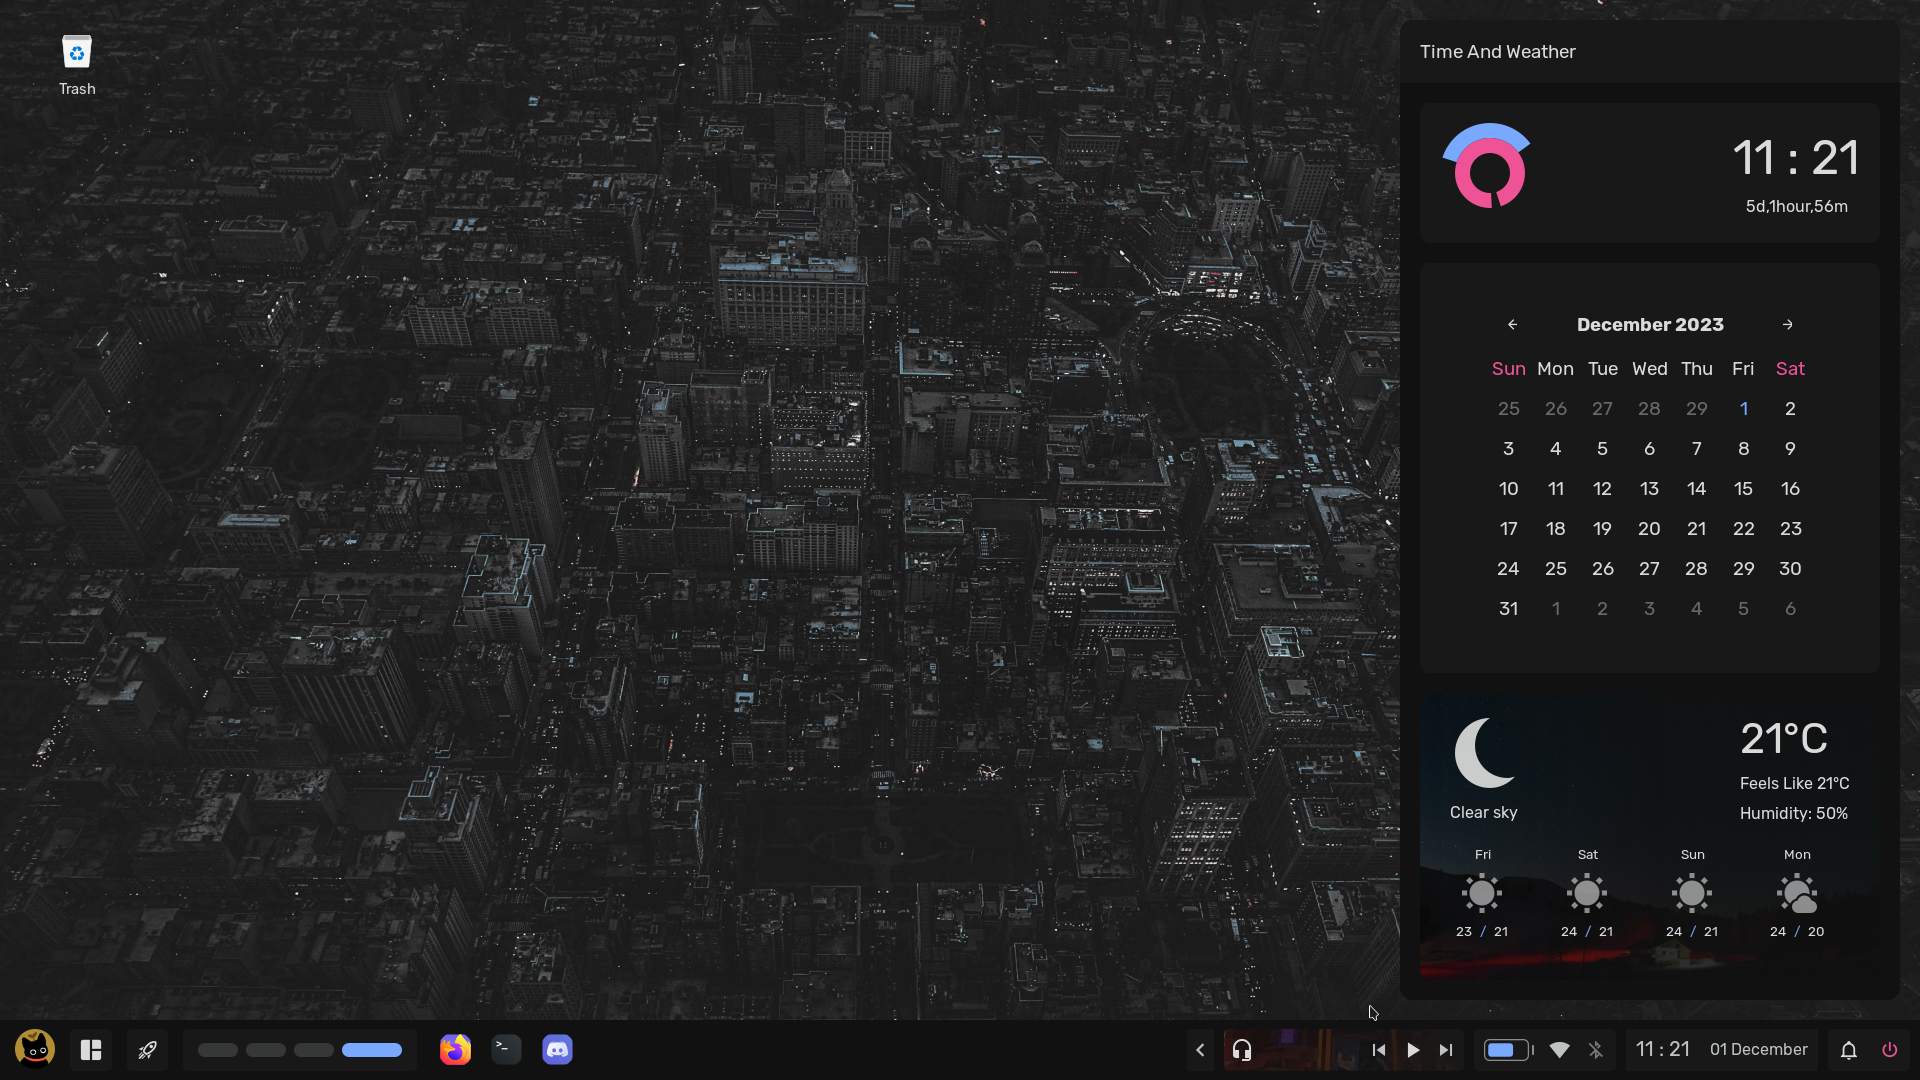 Trash
Time And Weather
11 : 21
5d,1hour,56m
December 2023
Sun Mon Tue Wed Thu Fri Sat
25 26 27 28 29 1 2
3 4 5 6 7 8 9
10 11 12 13 14 15 16
17 18 19 20 21 22 23
24 25 26 27 28 29 30
31 1 2 3 4 5 6
21°C
Feels Like 21°C
Clear sky
Humidity: 50%
Fri Sat Sun Mon
23 / 21 24 / 21 24 / 21 24 / 20
>_
11 : 21 01 December